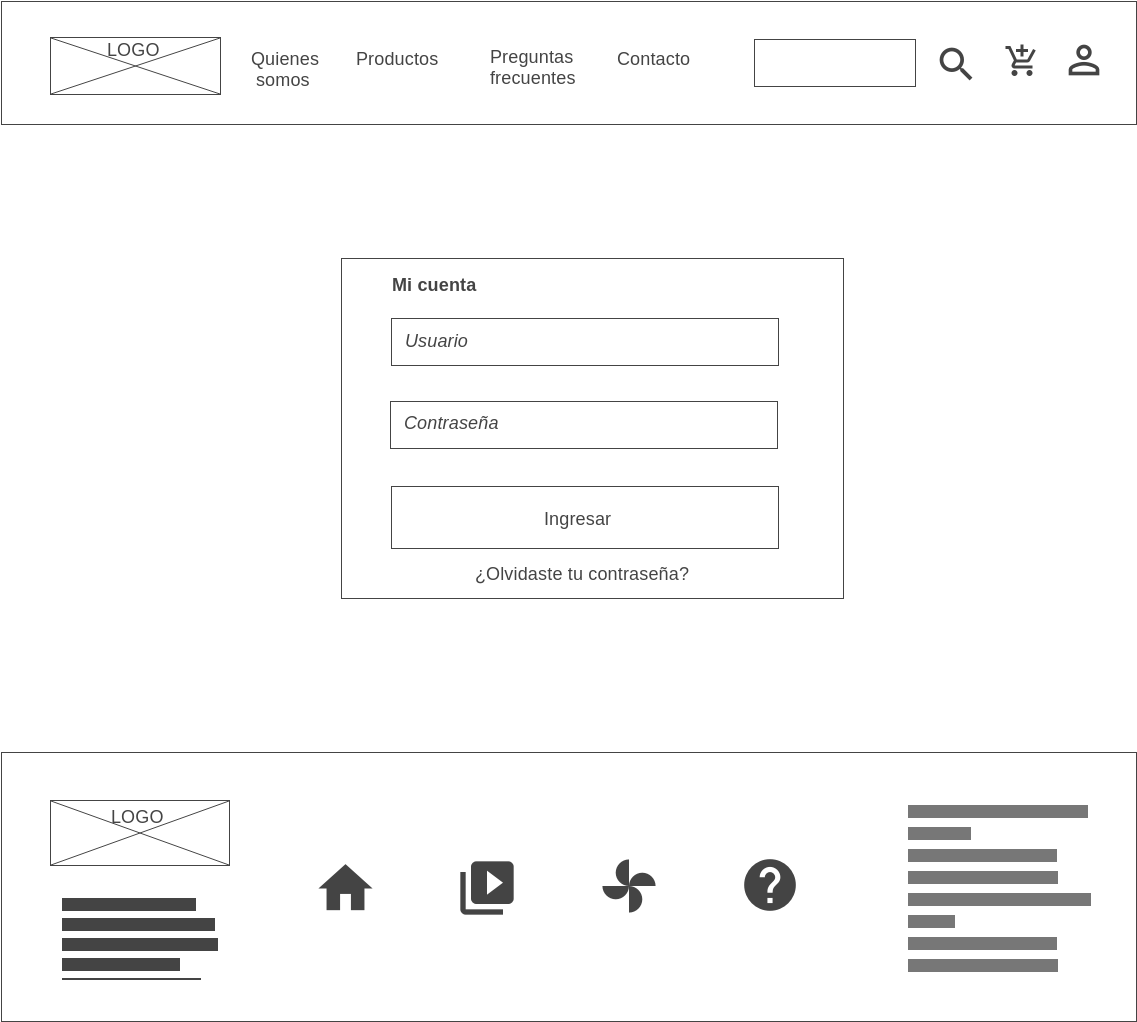 LOGO
Quienes
somos
Productos
Preguntas
frecuentes
Contacto
Mi cuenta
Usuario
Contraseña
Ingresar
¿Olvidaste tu contraseña?
LOGO